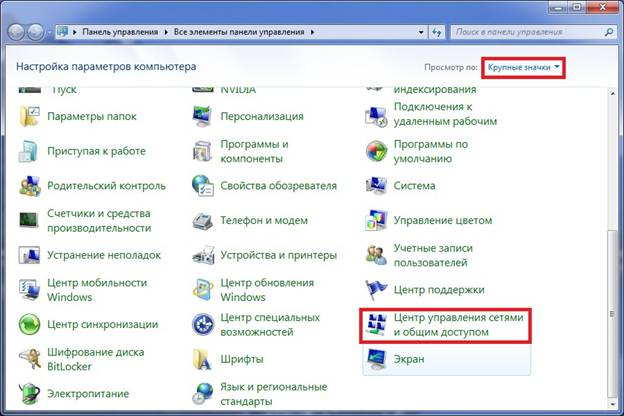 Панель управления ▸ Все элементы панели управления ▸
Поиск в панели управления
Настройка параметров компьютера
Просмотр по: Крупные значки
"Пуск"
NVIDIA
индексирования
Параметры папок
Персонализация
Подключения к
удаленным рабочим
Приступая к работе
Программы и
компоненты
Программы по
умолчанию
Родительский контроль
Свойства обозревателя
Система
Счетчики и средства
производительности
Телефон и модем
Управление цветом
Устранение неполадок
Устройства и принтеры
Учетные записи
пользователей
Центр мобильности
Windows
Центр обновления
Windows
Центр поддержки
Центр синхронизации
Центр специальных
возможностей
Центр управления сетями
и общим доступом
Шифрование диска
BitLocker
Шрифты
Экран
Электропитание
Язык и региональные
стандарты